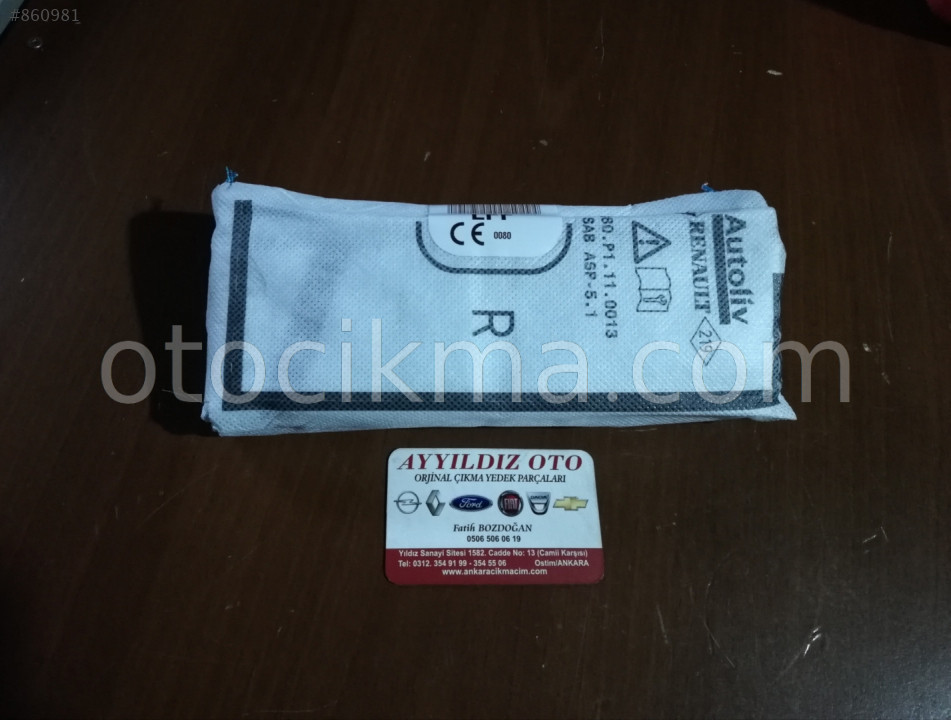 #860981
Autoliv
RENAULT
219
80.P1.11.0013
SAB ASP-5.1
CE 0080
R
otocikma.com
AYYILDIZ OTO
ORJİNAL ÇIKMA YEDEK PARÇALARI
Ford
FIAT
Fatih BOZDOĞAN
0506 506 06 19
Yıldız Sanayi Sitesi 1582. Cadde No: 13 (Camii Karşısı)
Tel: 0312. 354 91 99 - 354 55 06 Ostim/ANKARA
www.ankaracikmacim.com